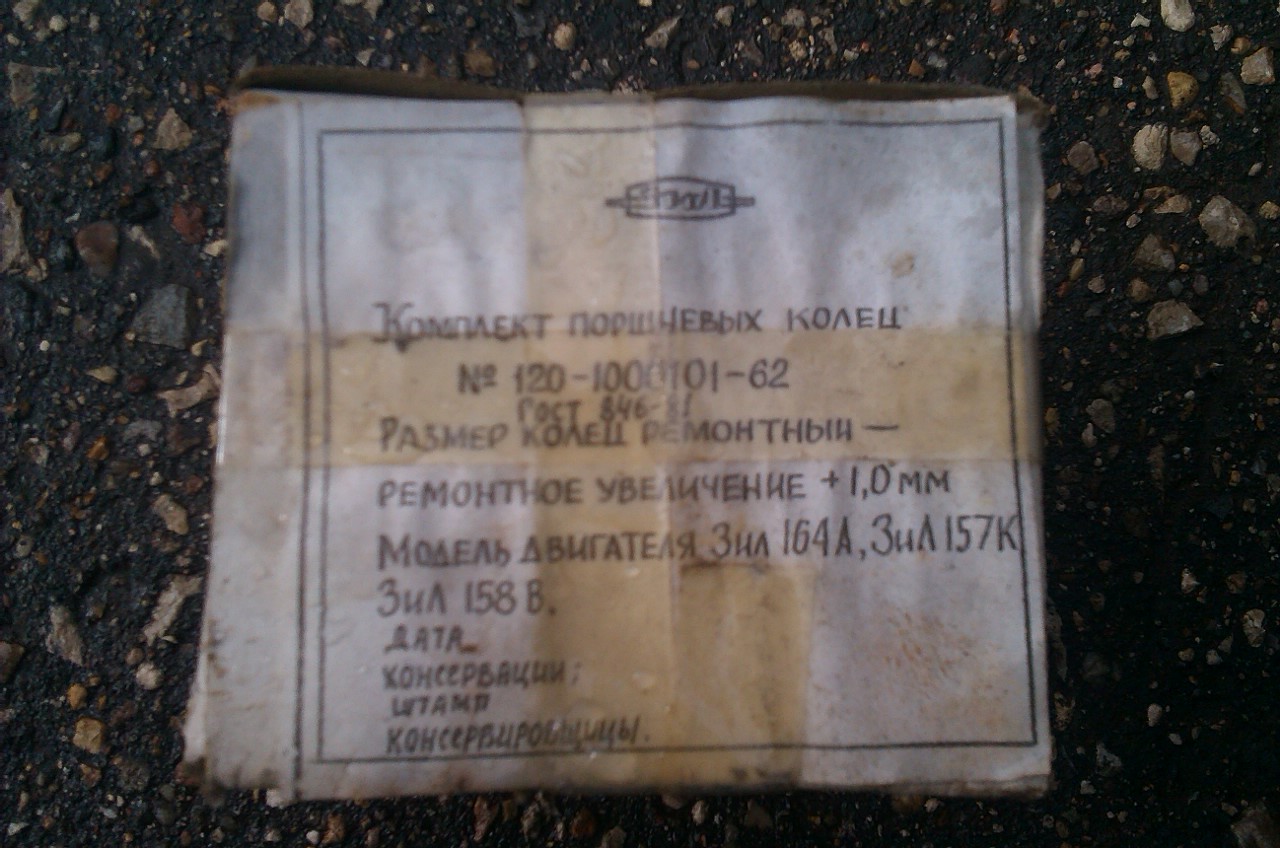 ЗИЛ
Комплект поршневых колец
№ 120-1000101-62
Гост 846-81
Размер колец ремонтный —
ремонтное увеличение + 1,0 мм
Модель двигателя Зил 164А, Зил 157К
Зил 158 В.
дата
консервации:
штамп
консервировщицы.